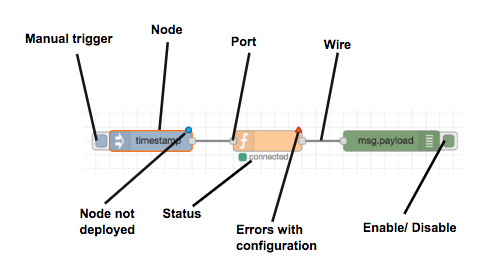 Node
Manual trigger
Port
Wire
timestamp
f
msg.payload
connected
Node not
deployed
Status
Errors with
configuration
Enable/ Disable